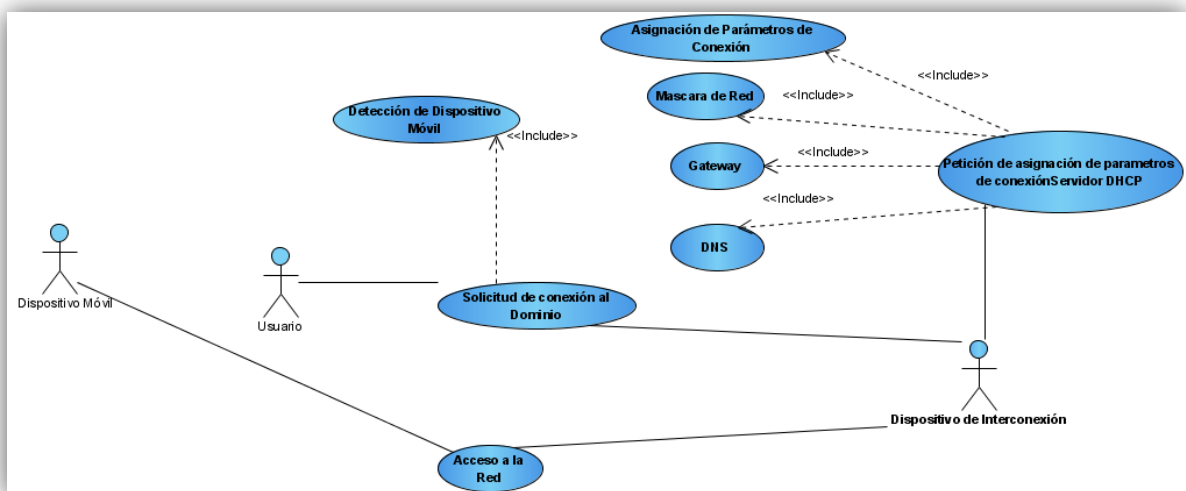 Asignación de Parámetros de
Conexión
<<Include>>
Mascara de Red
<<Include>>
Detección de Dispositivo
Móvil
<<Include>>
<<Include>>
Gateway
Petición de asignación de parametros
de conexiónServidor DHCP
<<Include>>
DNS
Dispositivo Móvil
Usuario
Solicitud de conexión al
Dominio
Dispositivo de Interconexión
Acceso a la
Red